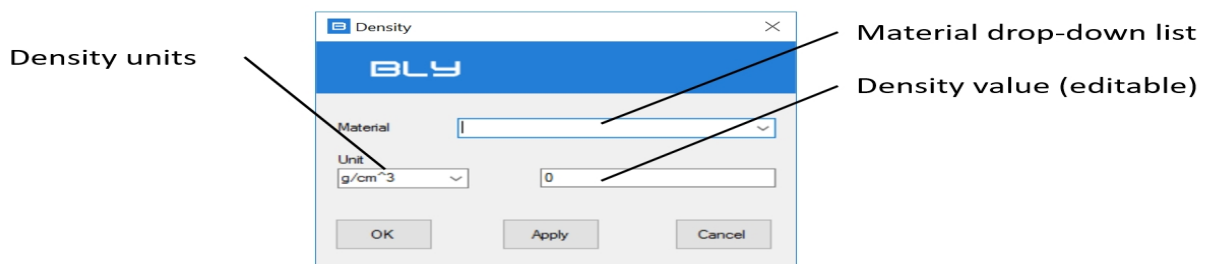 Density
BLY
Density units
Material drop-down list
Density value (editable)
Material
Unit
g/cm^3
0
OK
Apply
Cancel